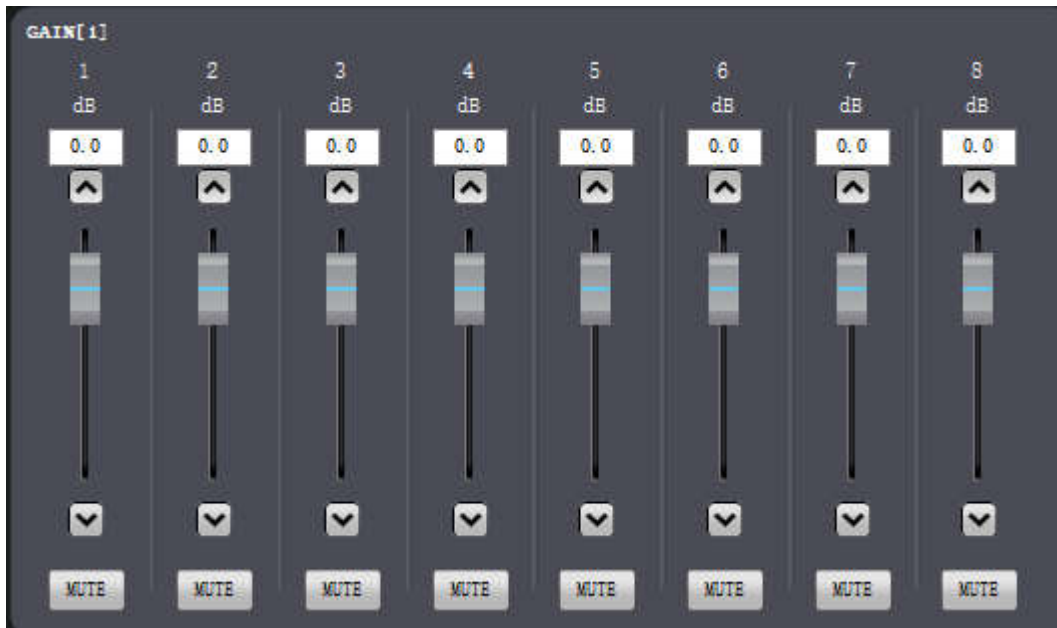 GAIN[1]
1 2 3 4 5 6 7 8
dB dB dB dB dB dB dB dB
0.0 0.0 0.0 0.0 0.0 0.0 0.0 0.0
MUTE MUTE MUTE MUTE MUTE MUTE MUTE MUTE